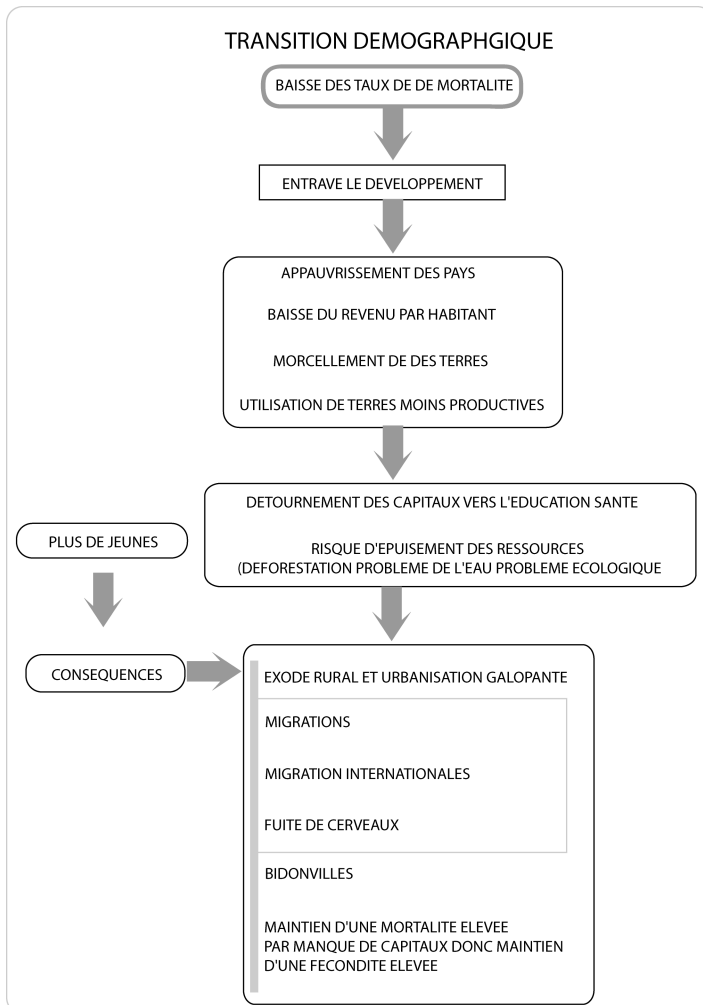 TRANSITION DEMOGRAPHGIQUE
BAISSE DES TAUX DE DE MORTALITE
ENTRAVE LE DEVELOPPEMENT
APPAUVRISSEMENT DES PAYS
BAISSE DU REVENU PAR HABITANT
MORCELLEMENT DE DES TERRES
UTILISATION DE TERRES MOINS PRODUCTIVES
DETOURNEMENT DES CAPITAUX VERS L'EDUCATION SANTE
RISQUE D'EPUISEMENT DES RESSOURCES
(DEFORESTATION PROBLEME DE L'EAU PROBLEME ECOLOGIQUE
PLUS DE JEUNES
CONSEQUENCES
EXODE RURAL ET URBANISATION GALOPANTE
MIGRATIONS
MIGRATION INTERNATIONALES
FUITE DE CERVEAUX
BIDONVILLES
MAINTIEN D'UNE MORTALITE ELEVEE
PAR MANQUE DE CAPITAUX DONC MAINTIEN
D'UNE FECONDITE ELEVEE